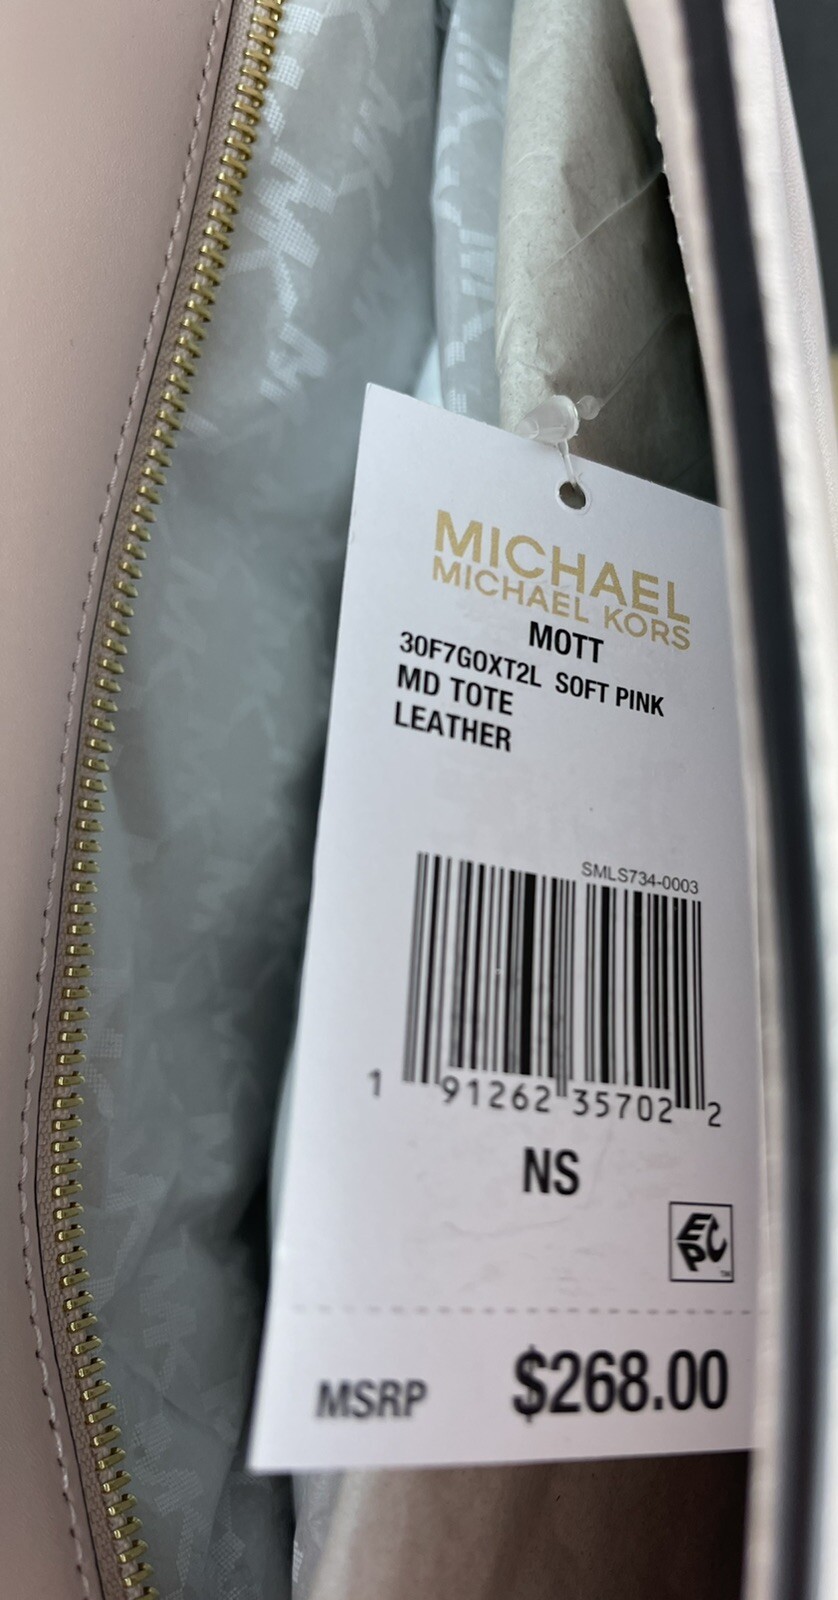 MICHAEL
MICHAEL KORS
MOTT
30F7GOXT2L SOFT PINK
MD TOTE
LEATHER
SMLS734-0003
1 91262 35702 2
NS
EPC
MSRP $268.00